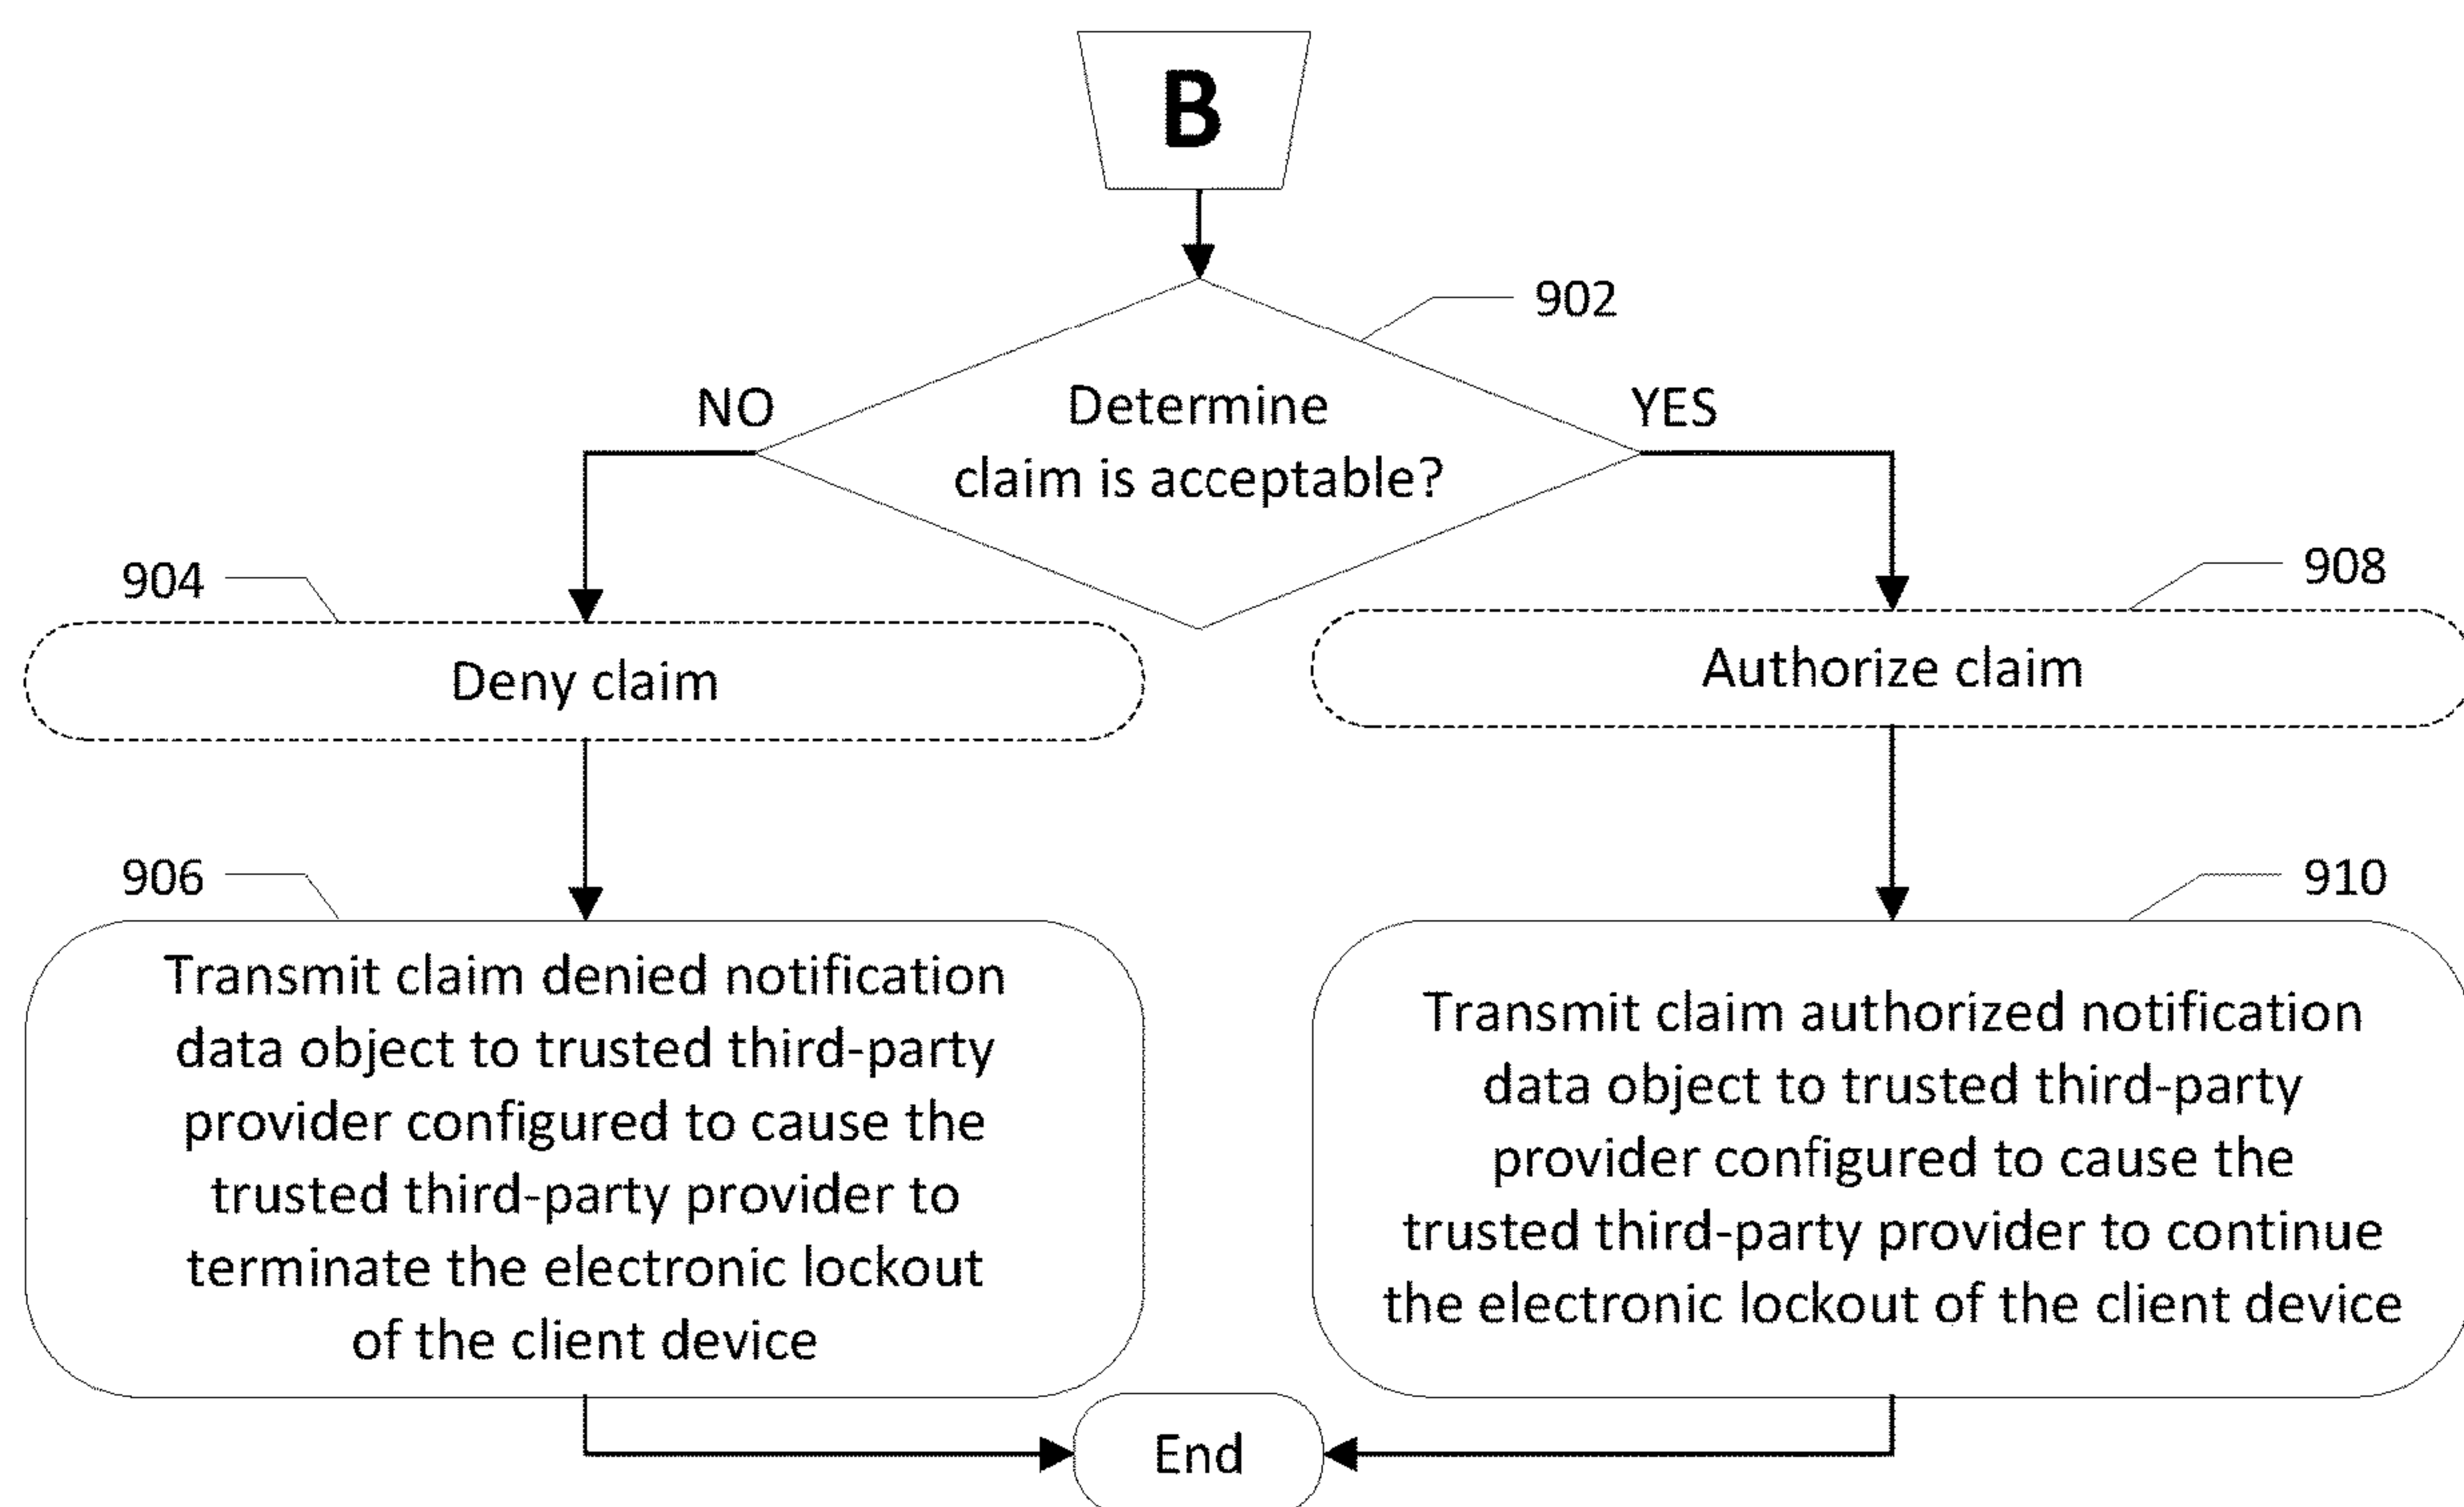 B
902
Determine
claim is acceptable?
NO
YES
904
Deny claim
908
Authorize claim
906
Transmit claim denied notification
data object to trusted third-party
provider configured to cause the
trusted third-party provider to
terminate the electronic lockout
of the client device
910
Transmit claim authorized notification
data object to trusted third-party
provider configured to cause the
trusted third-party provider to continue
the electronic lockout of the client device
End